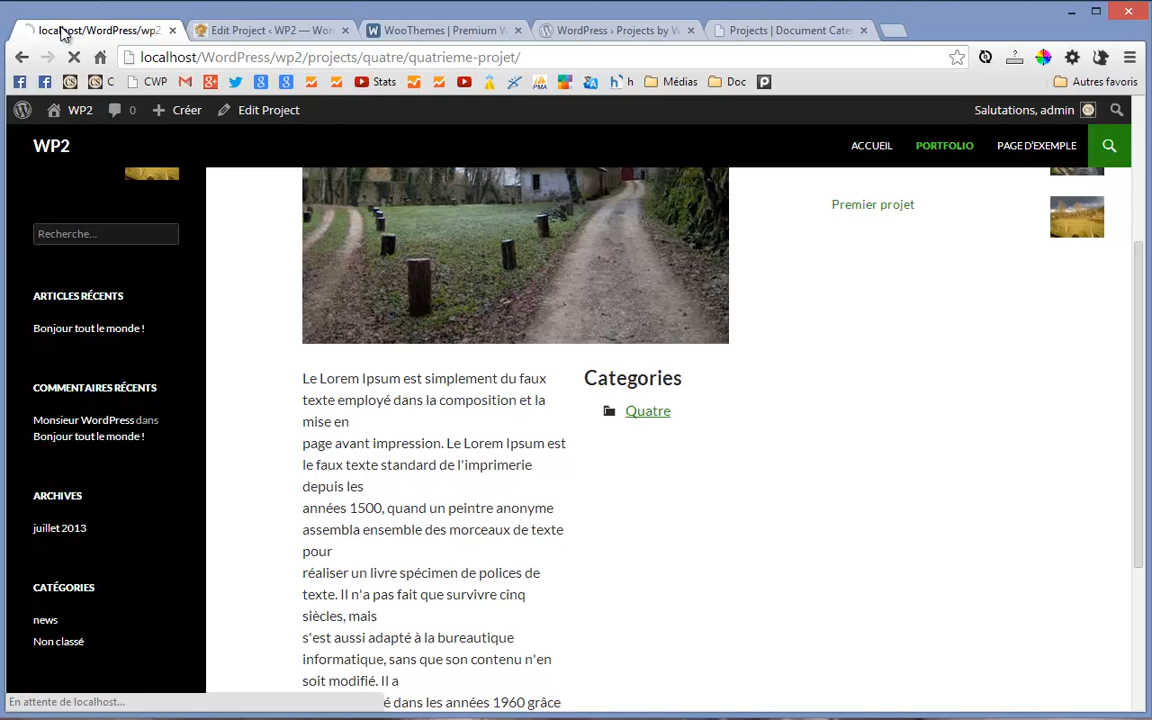 localhost/WordPress/wp2
Edit Project ‹ WP2 — Wor
WooThemes | Premium W
WordPress › Projects by W
Projects | Document Cate
localhost/WordPress/wp2/projects/quatre/quatrieme-projet/
C
CWP
Stats
PMA
h
Médias
Doc
Autres favoris
WP2
0
Créer
Edit Project
Salutations, admin
WP2
ACCUEIL
PORTFOLIO
PAGE D'EXEMPLE
Premier projet
Recherche...
ARTICLES RÉCENTS
Bonjour tout le monde !
COMMENTAIRES RÉCENTS
Monsieur WordPress dans
Bonjour tout le monde !
ARCHIVES
juillet 2013
CATÉGORIES
news
Non classé
Le Lorem Ipsum est simplement du faux
texte employé dans la composition et la
mise en
page avant impression. Le Lorem Ipsum est
le faux texte standard de l'imprimerie
depuis les
années 1500, quand un peintre anonyme
assembla ensemble des morceaux de texte
pour
réaliser un livre spécimen de polices de
texte. Il n'a pas fait que survivre cinq
siècles, mais
s'est aussi adapté à la bureautique
informatique, sans que son contenu n'en
soit modifié. Il a
é dans les années 1960 grâce
Categories
Quatre
En attente de localhost...